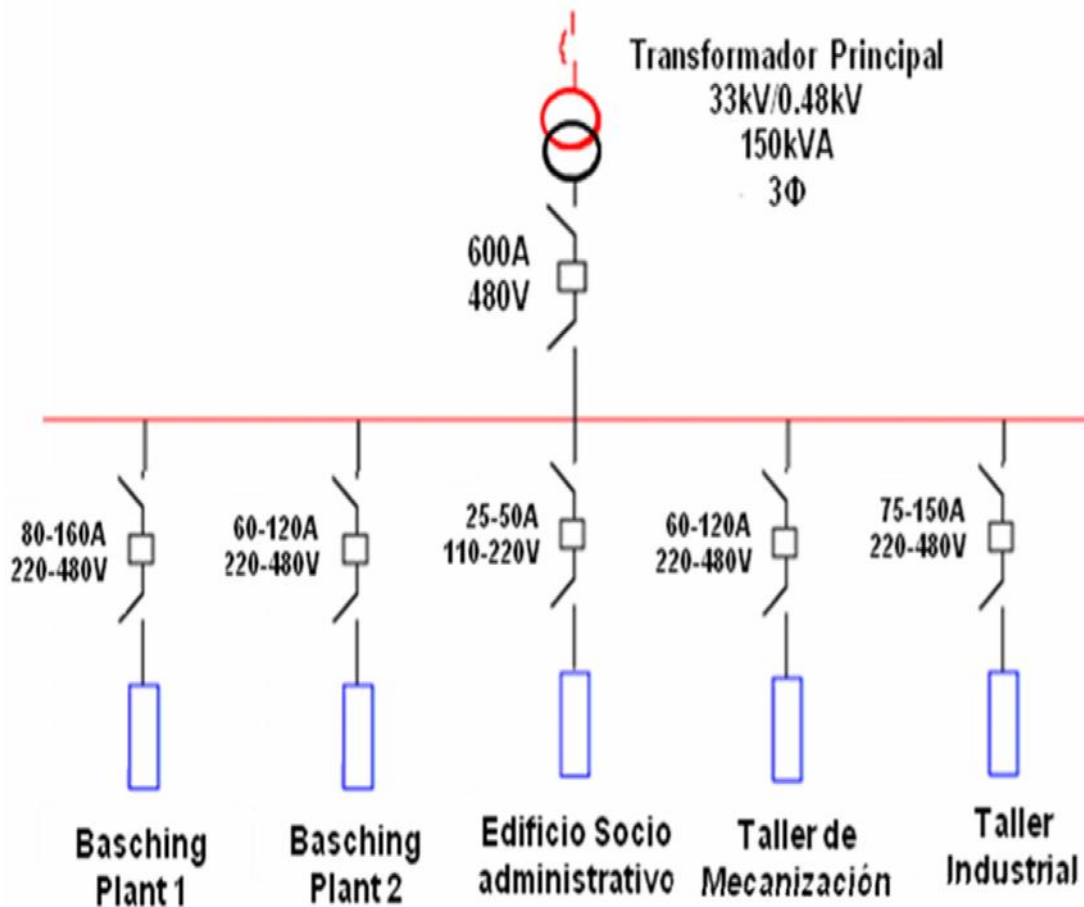 Transformador Principal
33kV/0.48kV
150kVA
3Φ
600A
480V
80-160A
220-480V
60-120A
220-480V
25-50A
110-220V
60-120A
220-480V
75-150A
220-480V
Basching
Plant 1
Basching
Plant 2
Edificio Socio
administrativo
Taller de
Mecanización
Taller
Industrial